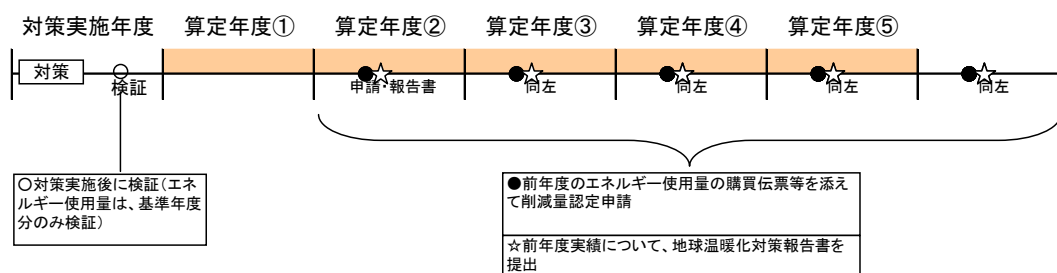 対策実施年度 算定年度① 算定年度② 算定年度③ 算定年度④ 算定年度⑤
対策
検証 申請・報告書 同左 同左 同左 同左
○対策実施後に検証(エネ
ルギー使用量は、基準年度
分のみ検証)
●前年度のエネルギー使用量の購買伝票等を添え
て削減量認定申請
☆前年度実績について、地球温暖化対策報告書を
提出